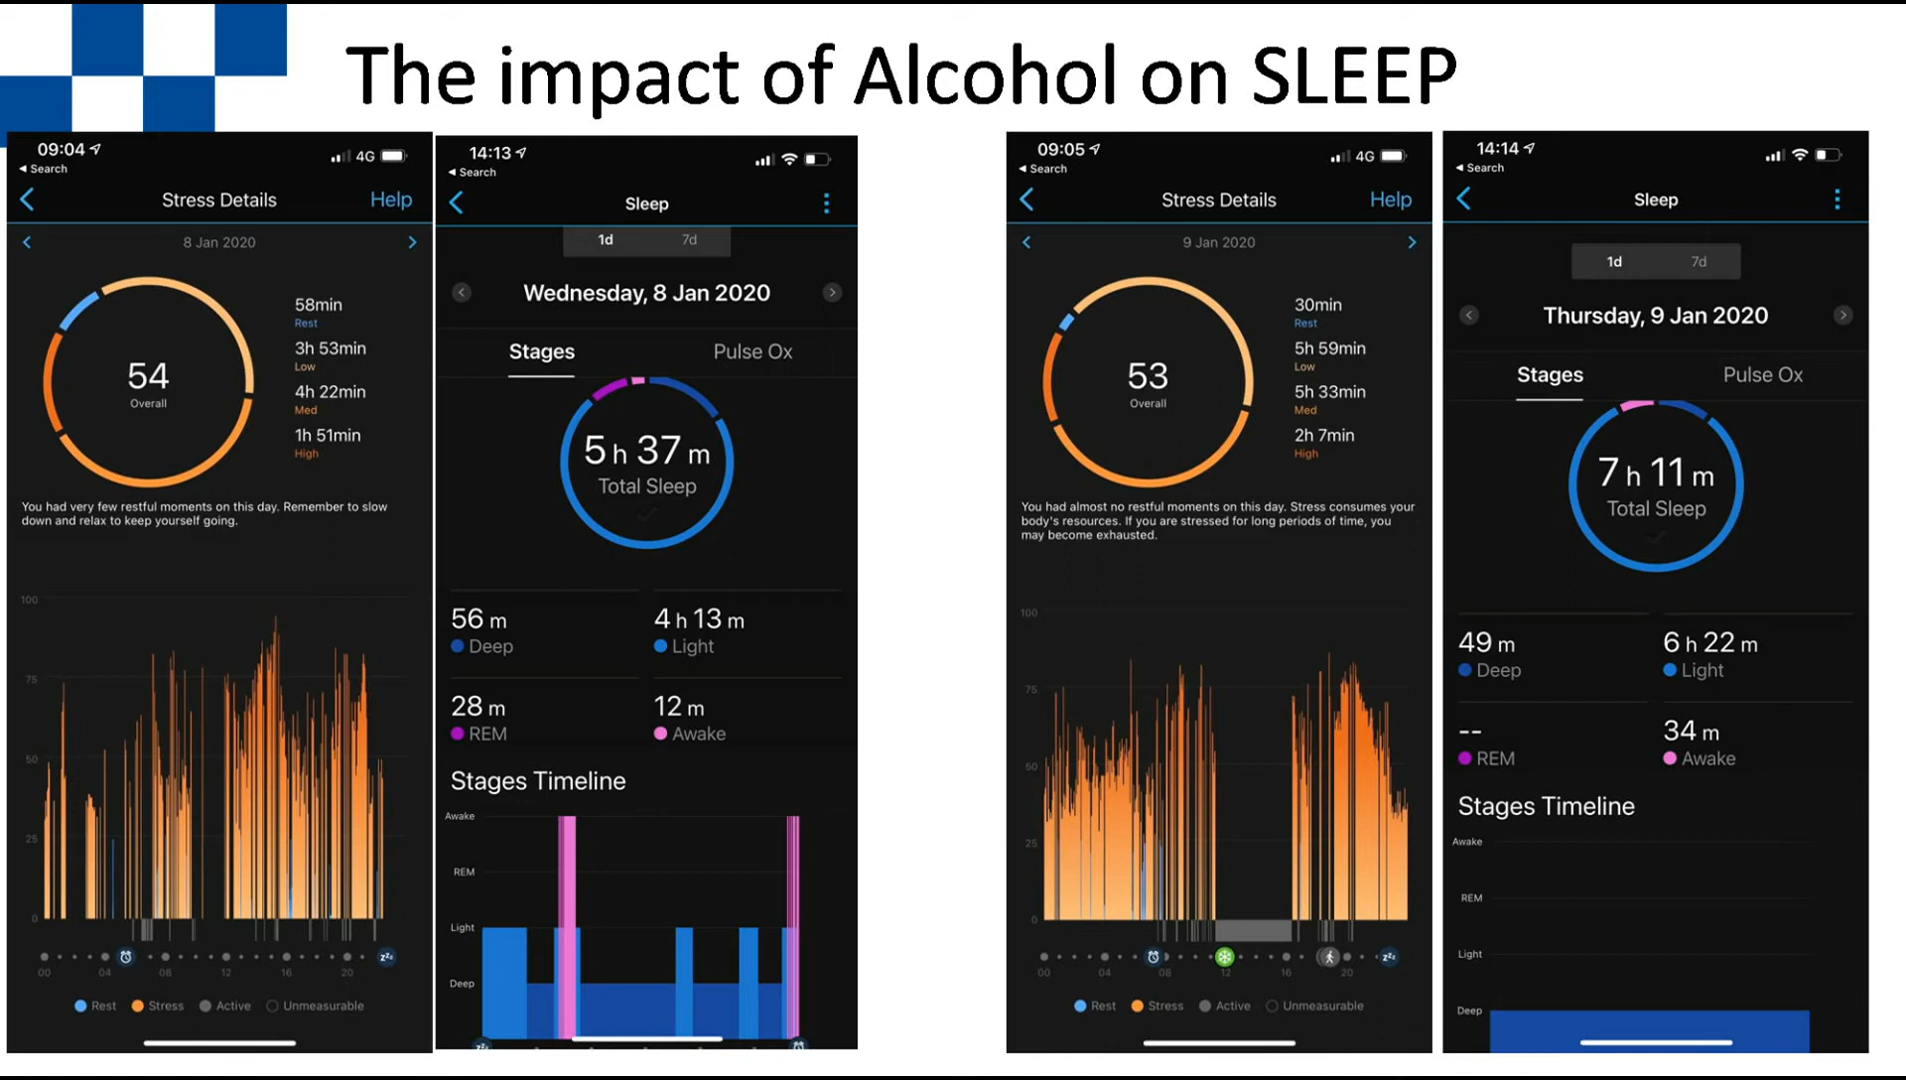 The impact of Alcohol on SLEEP
09:04
4G
Search
Stress Details
Help
8 Jan 2020
58min
Rest
3h 53min
Low
54
Overall
4h 22min
Med
1h 51min
High
You had very few restful moments on this day. Remember to slow
down and relax to keep yourself going.
100
75
50
25
0
00 04 08 12 16 20
zzz
Rest Stress Active Unmeasurable
14:13
Search
Sleep
1d 7d
Wednesday, 8 Jan 2020
Stages Pulse Ox
5 h 37 m
Total Sleep
56 m
Deep
4 h 13 m
Light
28 m
REM
12 m
Awake
Stages Timeline
Awake
REM
Light
Deep
zzz
09:05
4G
Search
Stress Details
Help
9 Jan 2020
30min
Rest
5h 59min
Low
53
Overall
5h 33min
Med
2h 7min
High
You had almost no restful moments on this day. Stress consumes your
body's resources. If you are stressed for long periods of time, you
may become exhausted.
100
75
50
25
0
00 04 08 12 16 20
zzz
Rest Stress Active Unmeasurable
14:14
Search
Sleep
1d 7d
Thursday, 9 Jan 2020
Stages Pulse Ox
7 h 11 m
Total Sleep
49 m
Deep
6 h 22 m
Light
--
REM
34 m
Awake
Stages Timeline
Awake
REM
Light
Deep